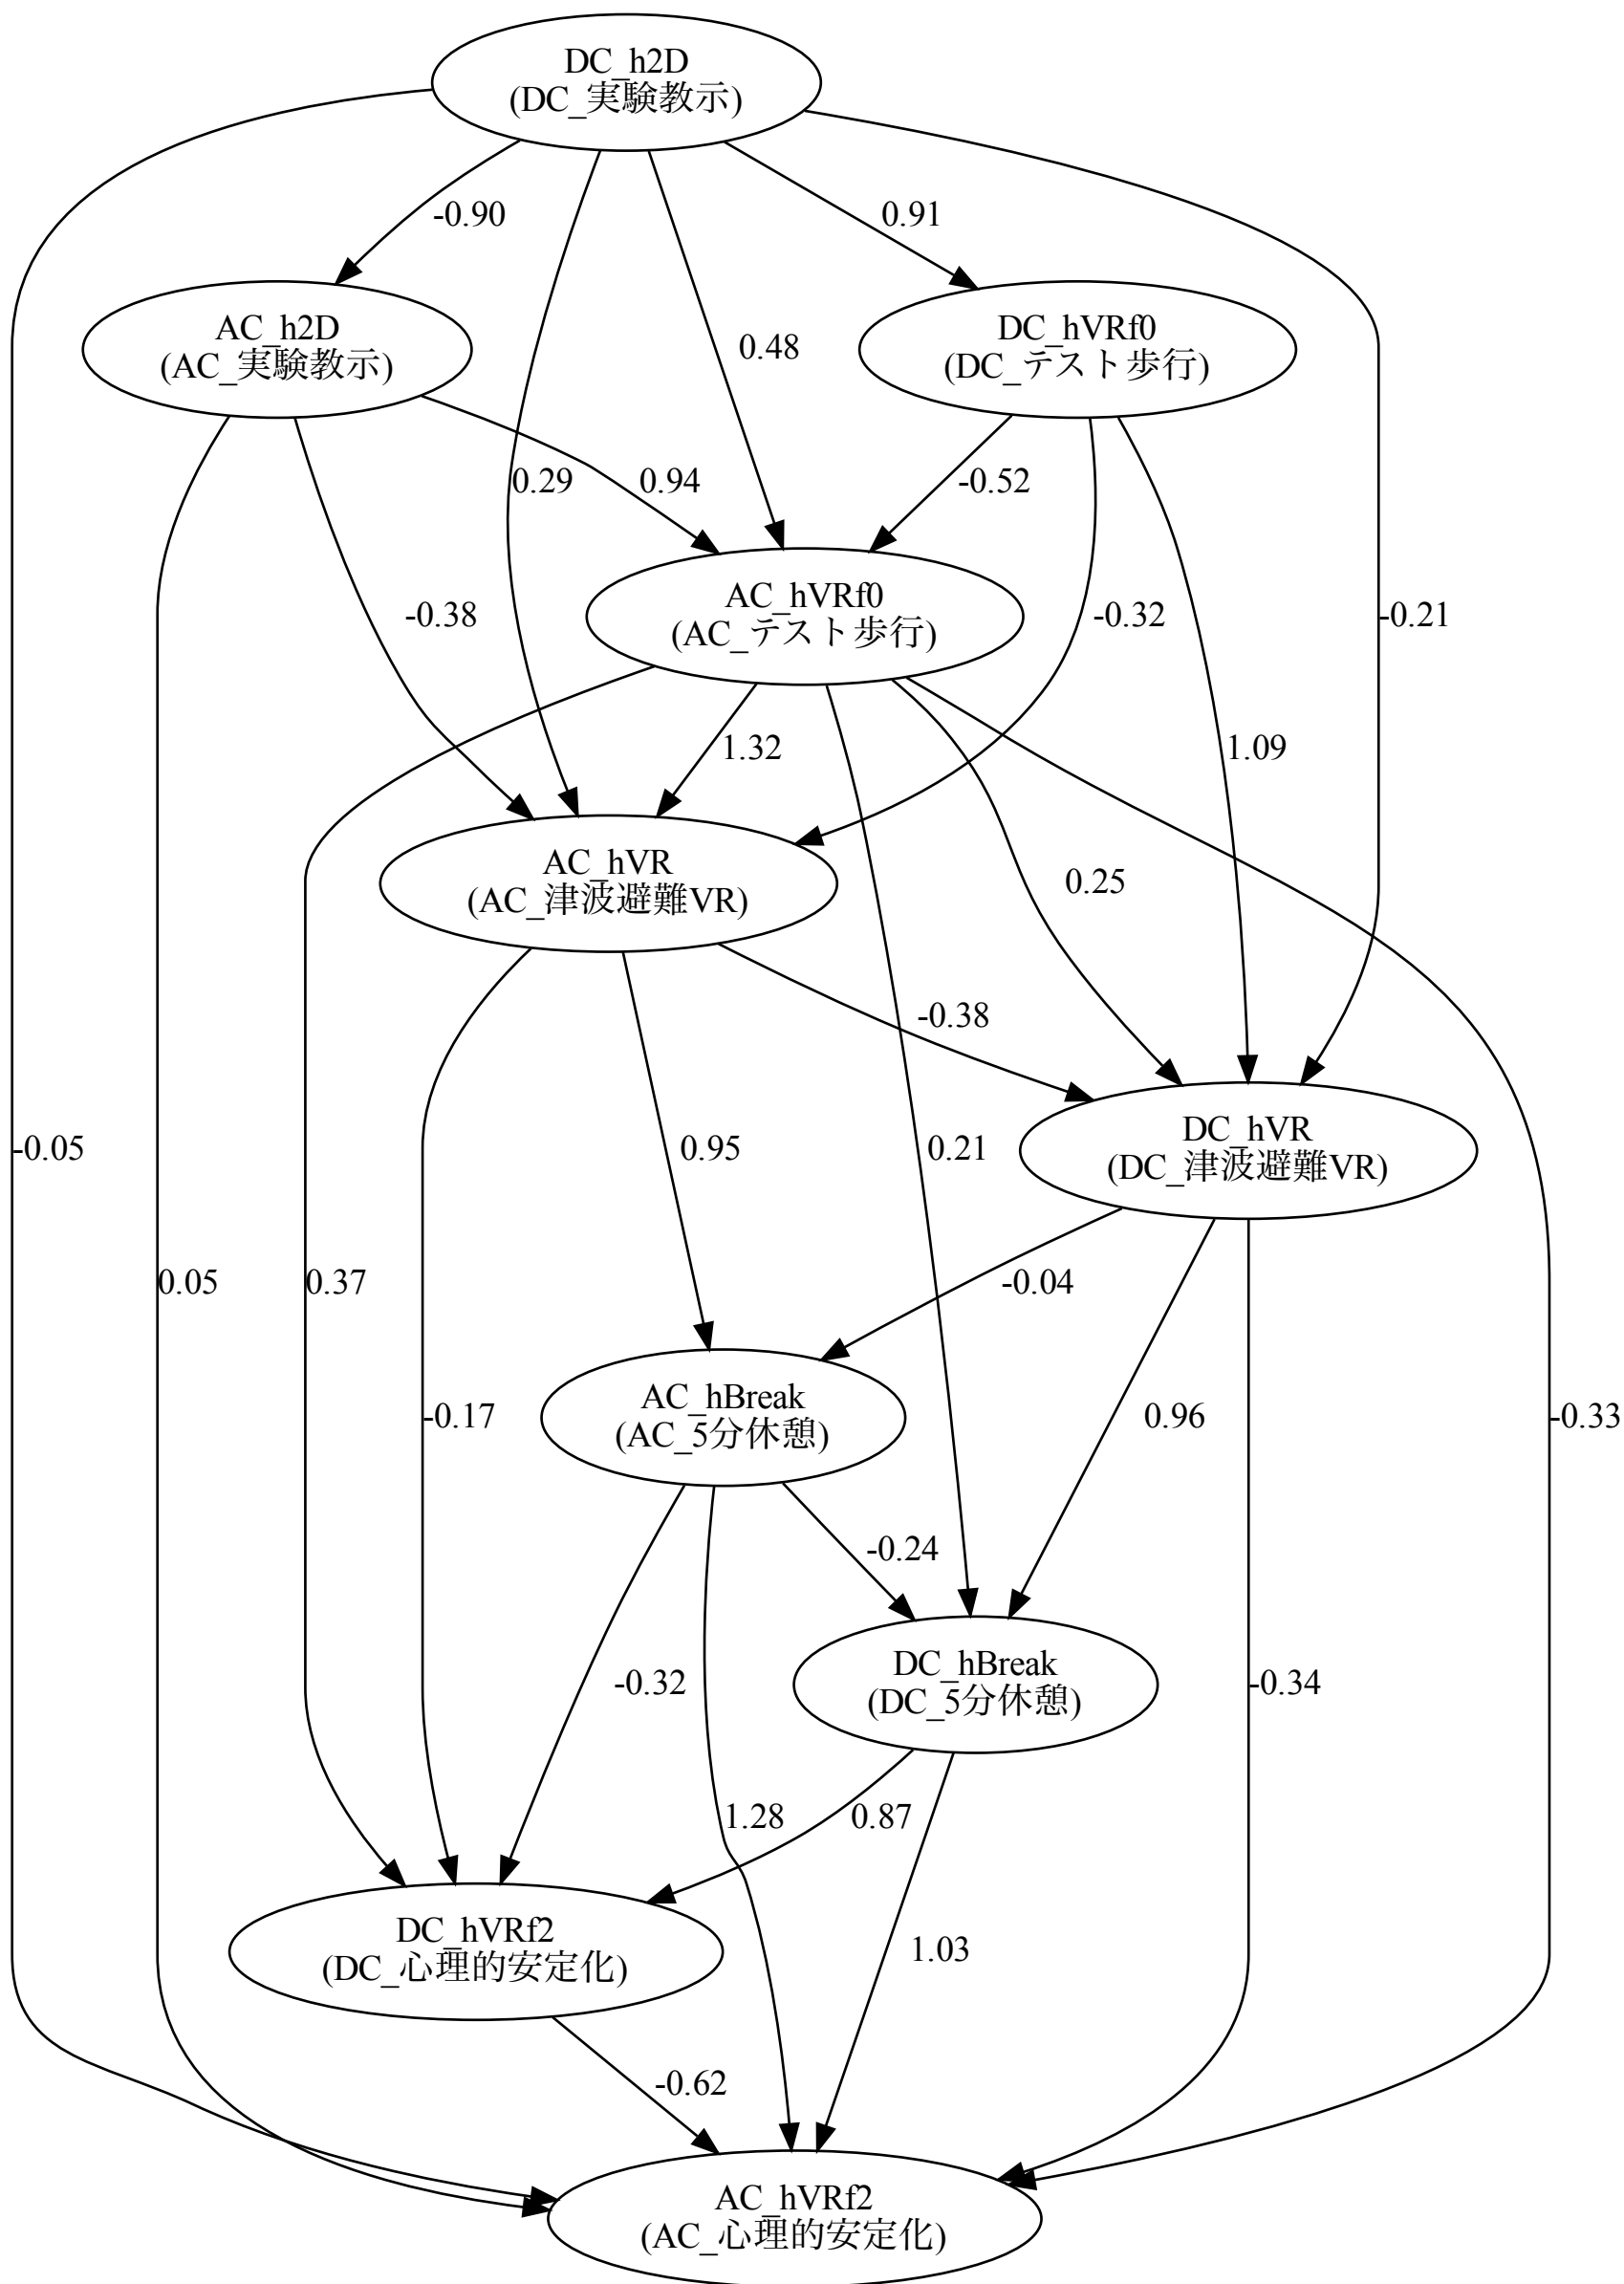 DC_h2D
(DC_実験教示)
-0.90
0.91
AC_h2D
(AC_実験教示)
DC_hVRf0
(DC_テスト歩行)
0.48
0.29
0.94
-0.52
AC_hVRf0
(AC_テスト歩行)
-0.38
-0.32
-0.21
1.32
1.09
AC_hVR
(AC_津波避難VR)
0.25
-0.38
DC_hVR
(DC_津波避難VR)
-0.05
0.95
0.21
0.05
0.37
-0.04
AC_hBreak
(AC_5分休憩)
-0.17
0.96
-0.33
-0.24
DC_hBreak
(DC_5分休憩)
-0.32
-0.34
1.28
0.87
DC_hVRf2
(DC_心理的安定化)
1.03
-0.62
AC_hVRf2
(AC_心理的安定化)